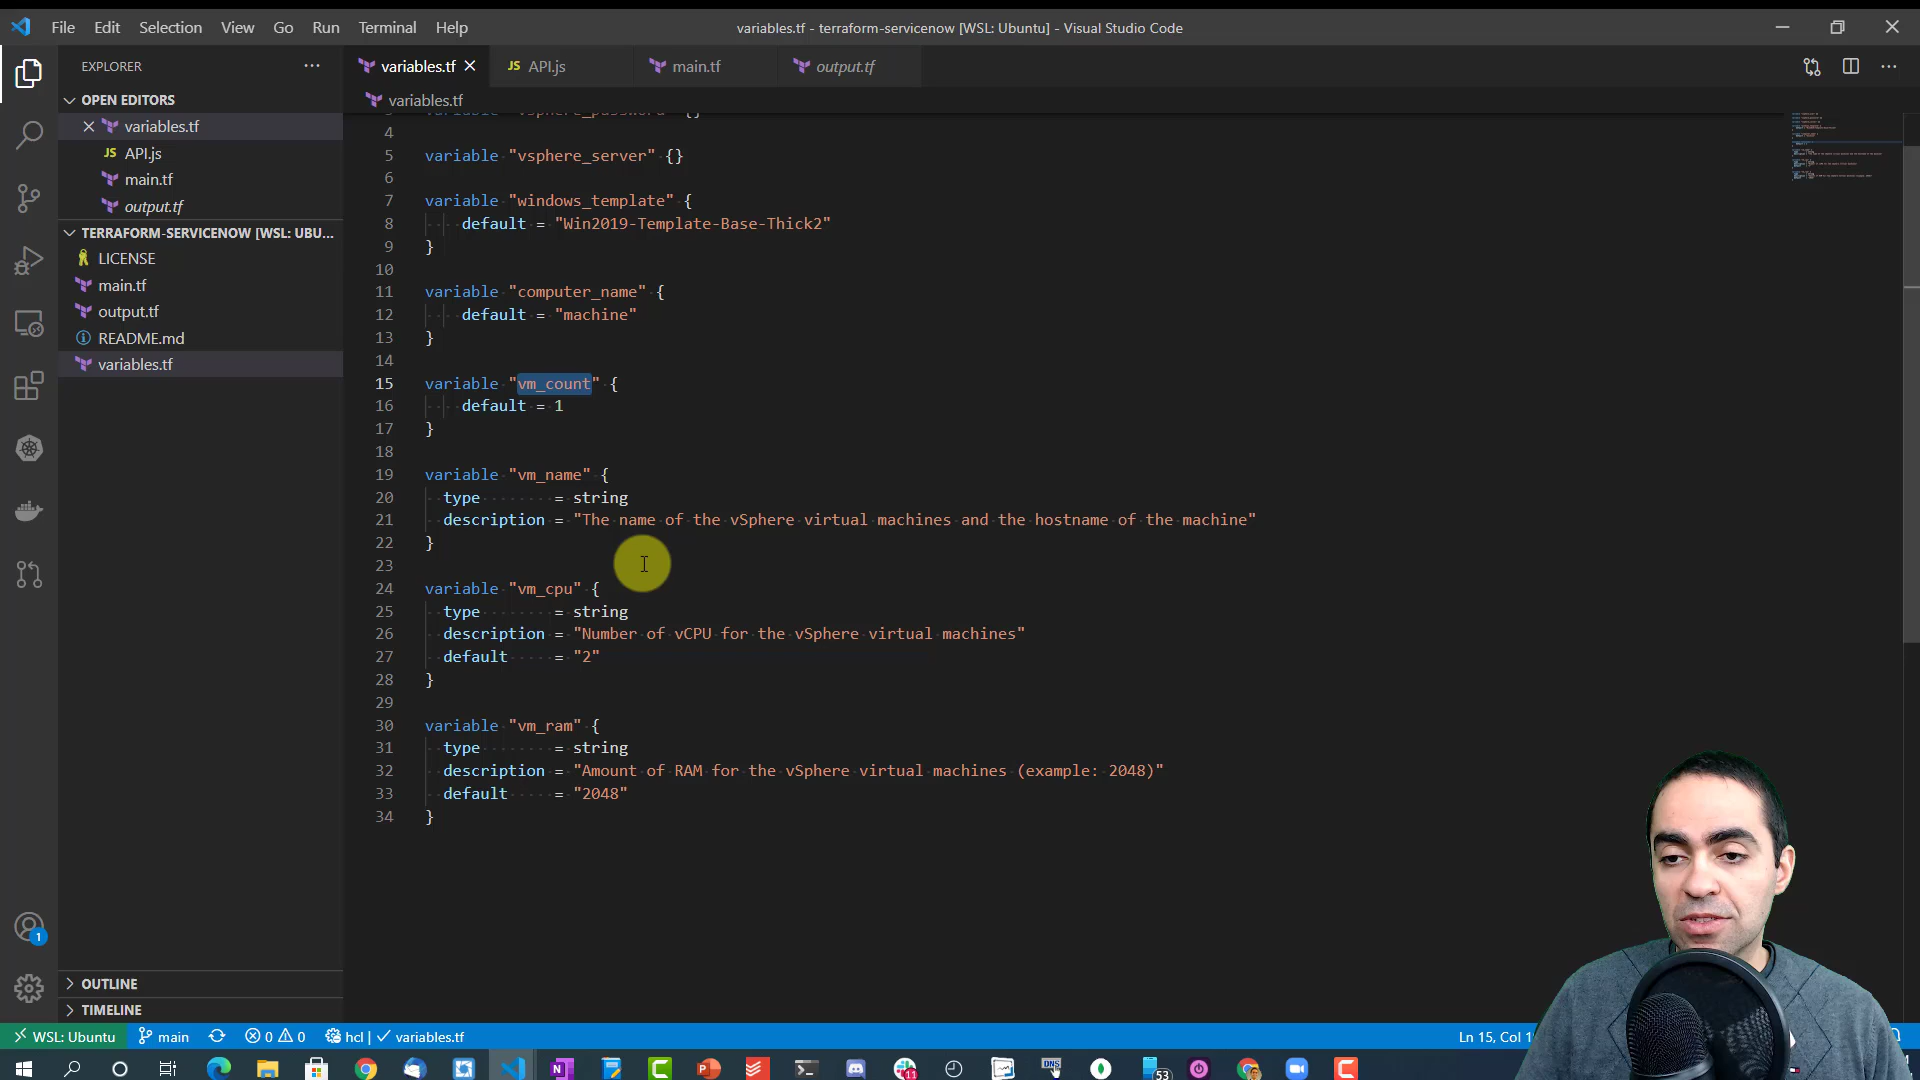 File Edit Selection View Go Run Terminal Help
variables.tf - terraform-servicenow [WSL: Ubuntu] - Visual Studio Code
EXPLORER
OPEN EDITORS
variables.tf
JS API.js
main.tf
output.tf
TERRAFORM-SERVICENOW [WSL: UBU...
LICENSE
main.tf
output.tf
README.md
variables.tf
OUTLINE
TIMELINE
variables.tf JS API.js main.tf output.tf
variables.tf
4
5 variable "vsphere_server" {}
6
7 variable "windows_template" {
8 default = "Win2019-Template-Base-Thick2"
9 }
10
11 variable "computer_name" {
12 default = "machine"
13 }
14
15 variable "vm_count" {
16 default = 1
17 }
18
19 variable "vm_name" {
20 type = string
21 description = "The name of the vSphere virtual machines and the hostname of the machine"
22 }
23
24 variable "vm_cpu" {
25 type = string
26 description = "Number of vCPU for the vSphere virtual machines"
27 default = "2"
28 }
29
30 variable "vm_ram" {
31 type = string
32 description = "Amount of RAM for the vSphere virtual machines (example: 2048)"
33 default = "2048"
34 }
1
WSL: Ubuntu main 0 0 hcl | variables.tf Ln 15, Col
11 DNS 53